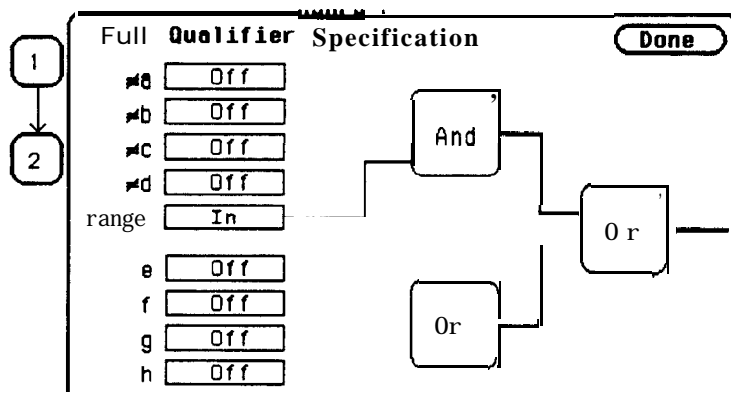 Full Qualifier Specification
Done
1
2
≠a Off
≠b Off
≠c Off
≠d Off
range In
e Off
f Off
g Off
h Off
And
Or
Or